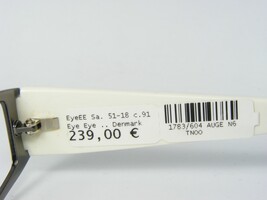 EyeEE Sa. 51-18 c.91
Eye Eye .. Denmark
239,00 €
1783/604 AUGE N6
TNOO